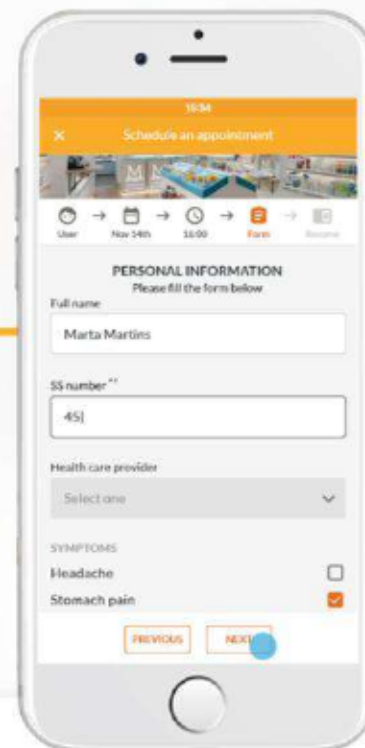 16:34
× Schedule an appointment
User → Nov 14th → 16:00 → Form → Resume
PERSONAL INFORMATION
Please fill the form below
Full name
Marta Martins
SS number **
45|
Health care provider
Select one
SYMPTOMS
Headache
Stomach pain
PREVIOUS NEXT